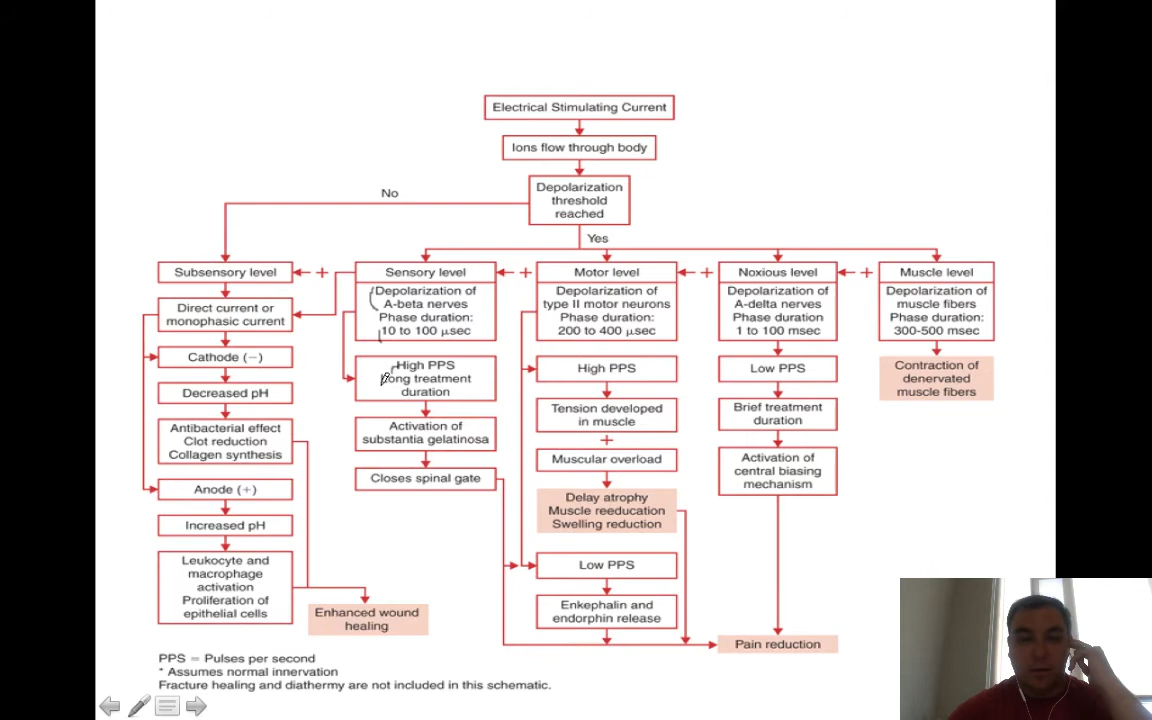 Electrical Stimulating Current
Ions flow through body
Depolarization
threshold
reached
No
Yes
Subsensory level
+
Sensory level
+
Motor level
+
Noxious level
+
Muscle level
Direct current or
monophasic current
Cathode (−)
Decreased pH
Antibacterial effect
Clot reduction
Collagen synthesis
Anode (+)
Increased pH
Leukocyte and
macrophage
activation
Proliferation of
epithelial cells
Enhanced wound
healing
Depolarization of
A-beta nerves
Phase duration:
10 to 100 μsec
High PPS
Long treatment
duration
Activation of
substantia gelatinosa
Closes spinal gate
Depolarization of
type II motor neurons
Phase duration:
200 to 400 μsec
High PPS
Tension developed
in muscle
+
Muscular overload
Delay atrophy
Muscle reeducation
Swelling reduction
Low PPS
Enkephalin and
endorphin release
Depolarization of
A-delta nerves
Phase duration
1 to 100 msec
Low PPS
Brief treatment
duration
Activation of
central biasing
mechanism
Pain reduction
Depolarization of
muscle fibers
Phase duration:
300-500 msec
Contraction of
denervated
muscle fibers
PPS = Pulses per second
* Assumes normal innervation
Fracture healing and diathermy are not included in this schematic.